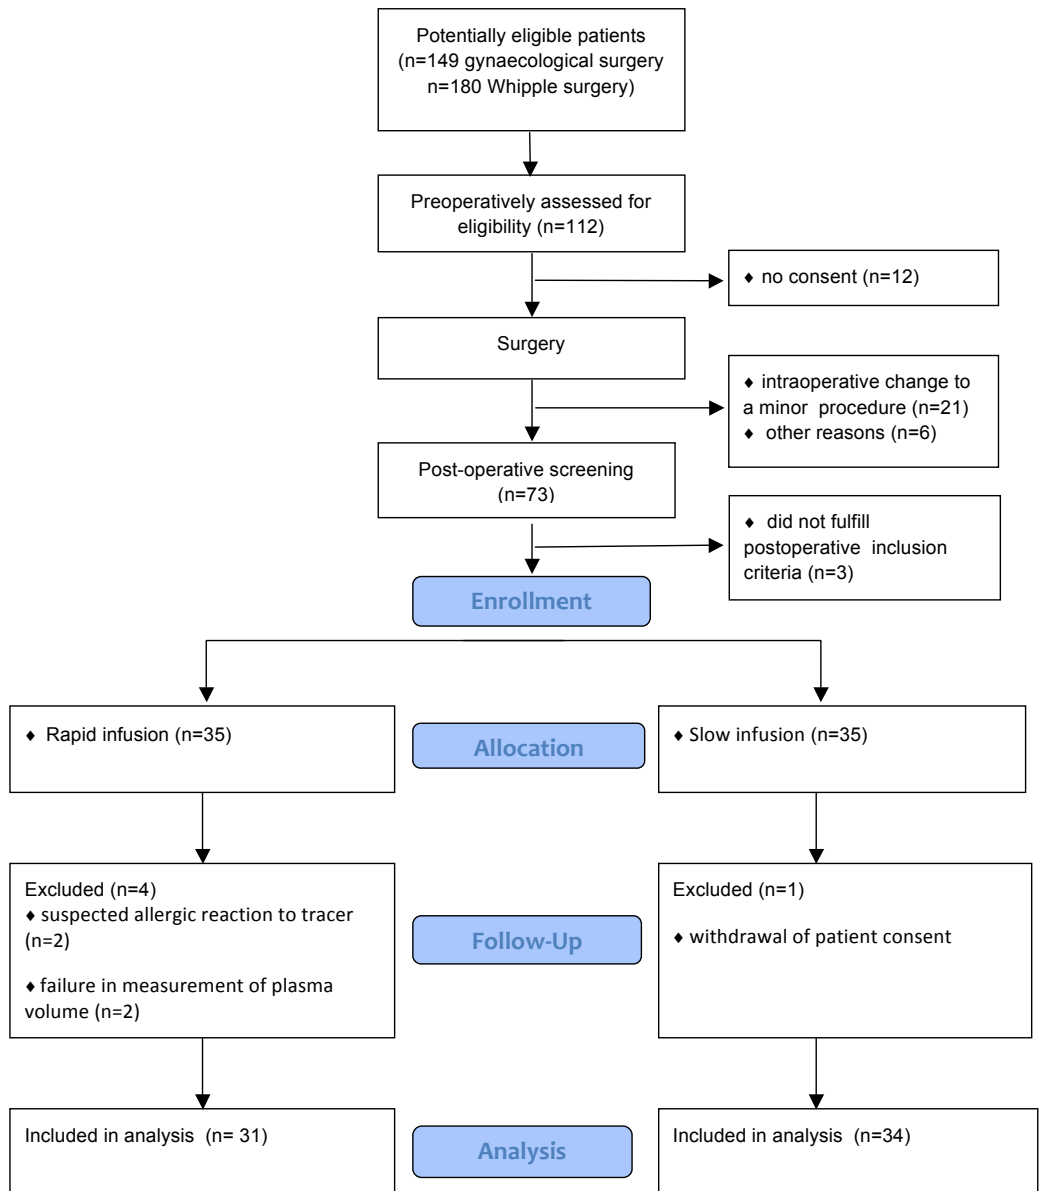 Potentially eligible patients
(n=149 gynaecological surgery
n=180 Whipple surgery)
Preoperatively assessed for
eligibility (n=112)
♦ no consent (n=12)
Surgery
♦ intraoperative change to
a minor procedure (n=21)
♦ other reasons (n=6)
Post-operative screening
(n=73)
♦ did not fulfill
postoperative inclusion
criteria (n=3)
Enrollment
♦ Rapid infusion (n=35)
Allocation
♦ Slow infusion (n=35)
Excluded (n=4)
♦ suspected allergic reaction to tracer
(n=2)
♦ failure in measurement of plasma
volume (n=2)
Follow-Up
Excluded (n=1)
♦ withdrawal of patient consent
Included in analysis (n= 31)
Analysis
Included in analysis (n=34)